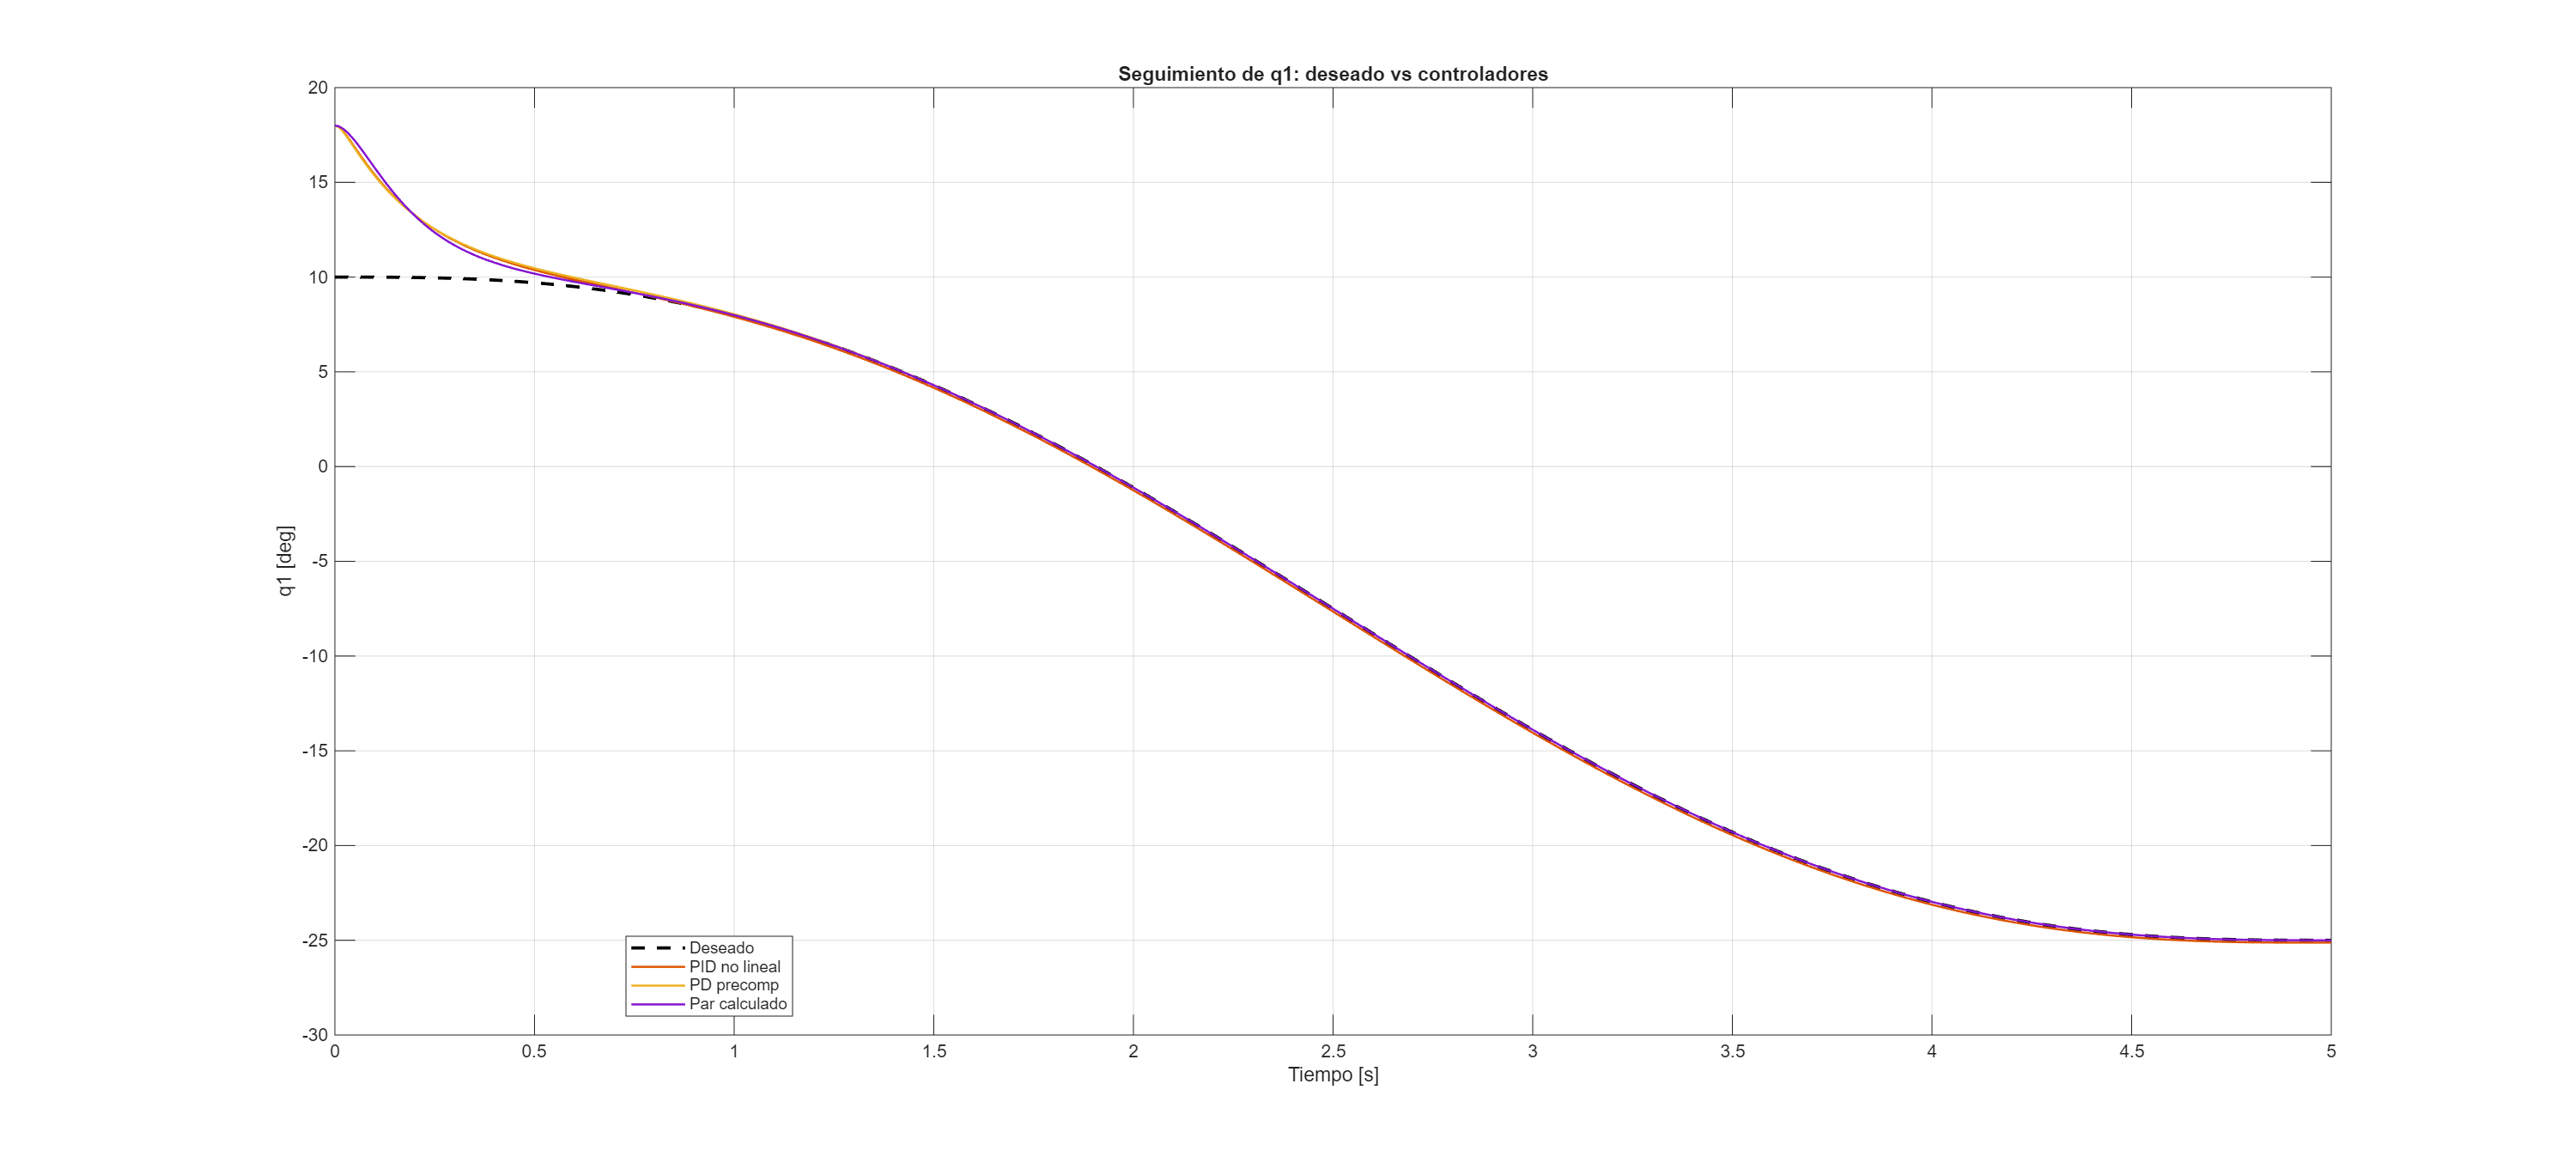 Seguimiento de q1: deseado vs controladores
20
15
10
5
0
-5
-10
-15
-20
-25
-30
q1 [deg]
Deseado
PID no lineal
PD precomp
Par calculado
0 0.5 1 1.5 2 2.5 3 3.5 4 4.5 5
Tiempo [s]